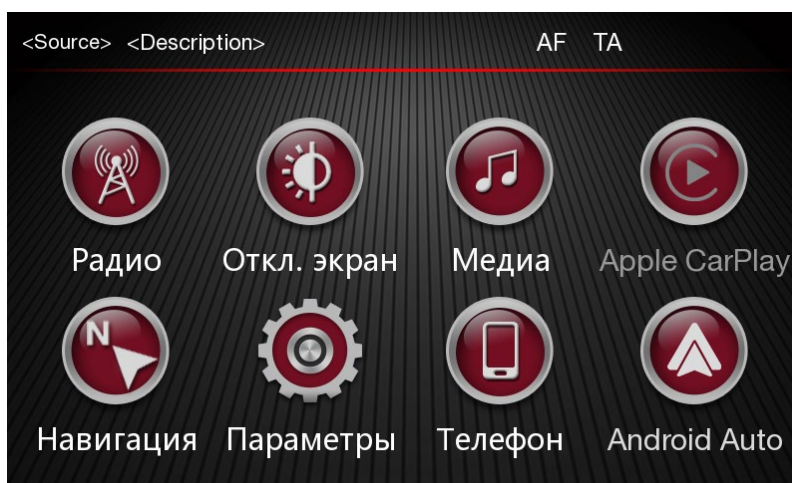 <Source> <Description> AF TA
Радио Откл. экран Медиа Apple CarPlay
N
Навигация Параметры Телефон Android Auto